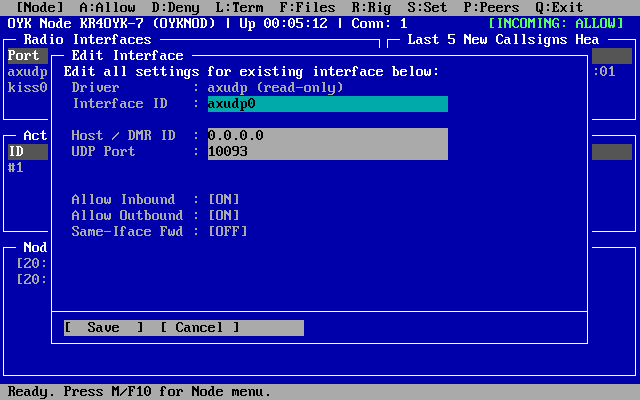 [Node] A:Allow D:Deny L:Term F:Files R:Rig S:Set P:Peers Q:Exit
OYK Node KR4OYK-7 (OYKNOD) | Up 00:05:12 | Conn: 1 [INCOMING: ALLOW]
Radio Interfaces Last 5 New Callsigns Hea
Port Edit Interface
Edit all settings for existing interface below:
axudp Driver : axudp (read-only) :01
kiss0 Interface ID : axudp0
Act Host / DMR ID : 0.0.0.0
ID UDP Port : 10093
#1
Allow Inbound : [ON]
Allow Outbound : [ON]
Same-Iface Fwd : [OFF]
Nod
[20:
[20:
[ Save ] [ Cancel ]
Ready. Press M/F10 for Node menu.